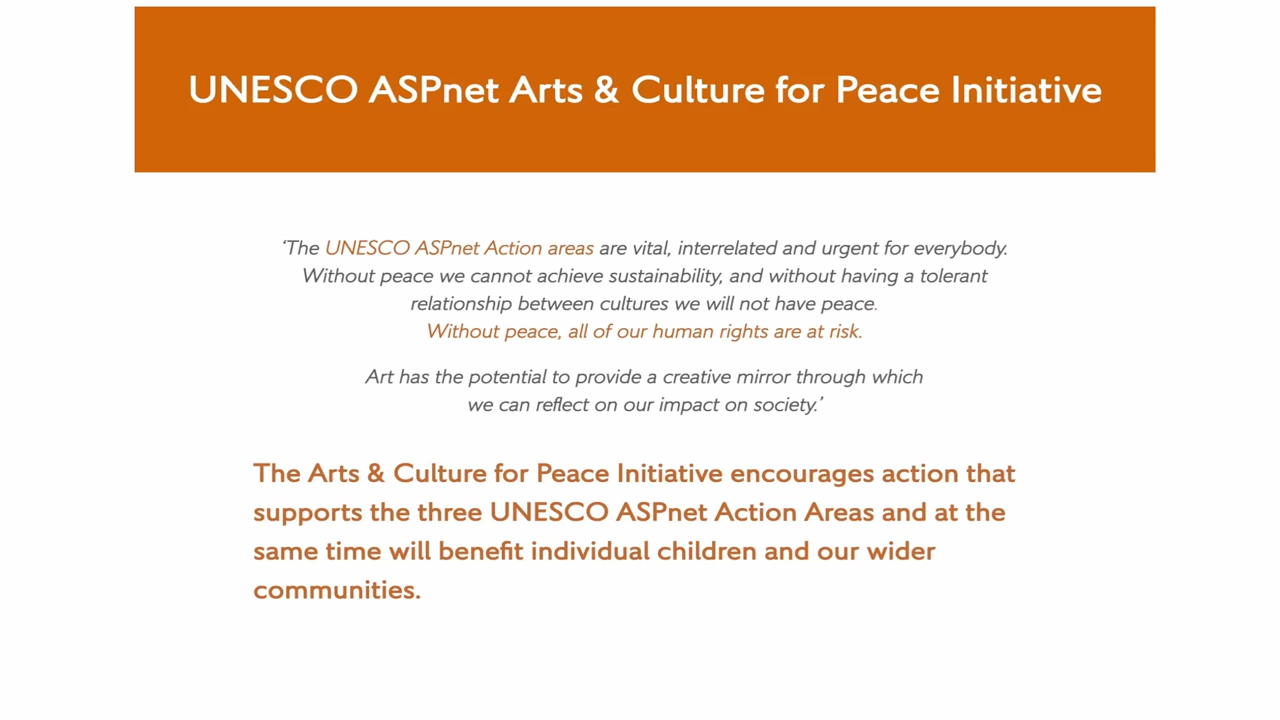 UNESCO ASPnet Arts & Culture for Peace Initiative
‘The UNESCO ASPnet Action areas are vital, interrelated and urgent for everybody.
Without peace we cannot achieve sustainability, and without having a tolerant
relationship between cultures we will not have peace.
Without peace, all of our human rights are at risk.
Art has the potential to provide a creative mirror through which
we can reflect on our impact on society.’
The Arts & Culture for Peace Initiative encourages action that
supports the three UNESCO ASPnet Action Areas and at the
same time will benefit individual children and our wider
communities.